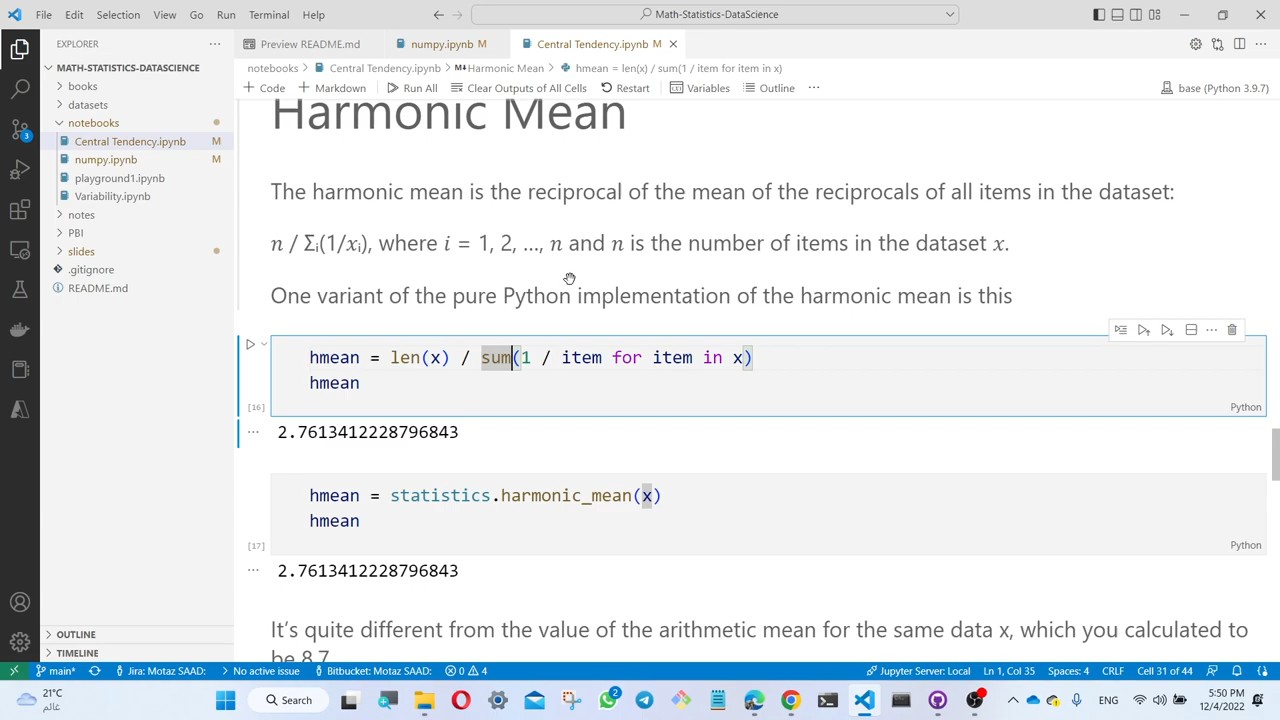 File Edit Selection View Go Run Terminal Help
Math-Statistics-DataScience
EXPLORER
Preview README.md
numpy.ipynb M
Central Tendency.ipynb M
MATH-STATISTICS-DATASCIENCE
notebooks > Central Tendency.ipynb > M↓Harmonic Mean > hmean = len(x) / sum(1 / item for item in x)
+ Code + Markdown Run All Clear Outputs of All Cells Restart Variables Outline ... base (Python 3.9.7)
books
datasets
notebooks
Central Tendency.ipynb M
numpy.ipynb M
playground1.ipynb
Variability.ipynb
notes
PBI
slides
.gitignore
README.md
3
Harmonic Mean
The harmonic mean is the reciprocal of the mean of the reciprocals of all items in the dataset:
n / Σᵢ(1/xᵢ), where i = 1, 2, …, n and n is the number of items in the dataset x.
One variant of the pure Python implementation of the harmonic mean is this
hmean = len(x) / sum(1 / item for item in x)
hmean
[16] Python
2.7613412228796843
hmean = statistics.harmonic_mean(x)
hmean
[17] Python
2.7613412228796843
It's quite different from the value of the arithmetic mean for the same data x, which you calculated to
be 8.7.
OUTLINE
TIMELINE
main* Jira: Motaz SAAD: No active issue Bitbucket: Motaz SAAD: 0 4 Jupyter Server: Local Ln 1, Col 35 Spaces: 4 CRLF Cell 31 of 44
21°C
غائم
Search
2
ENG
5:50 PM
12/4/2022